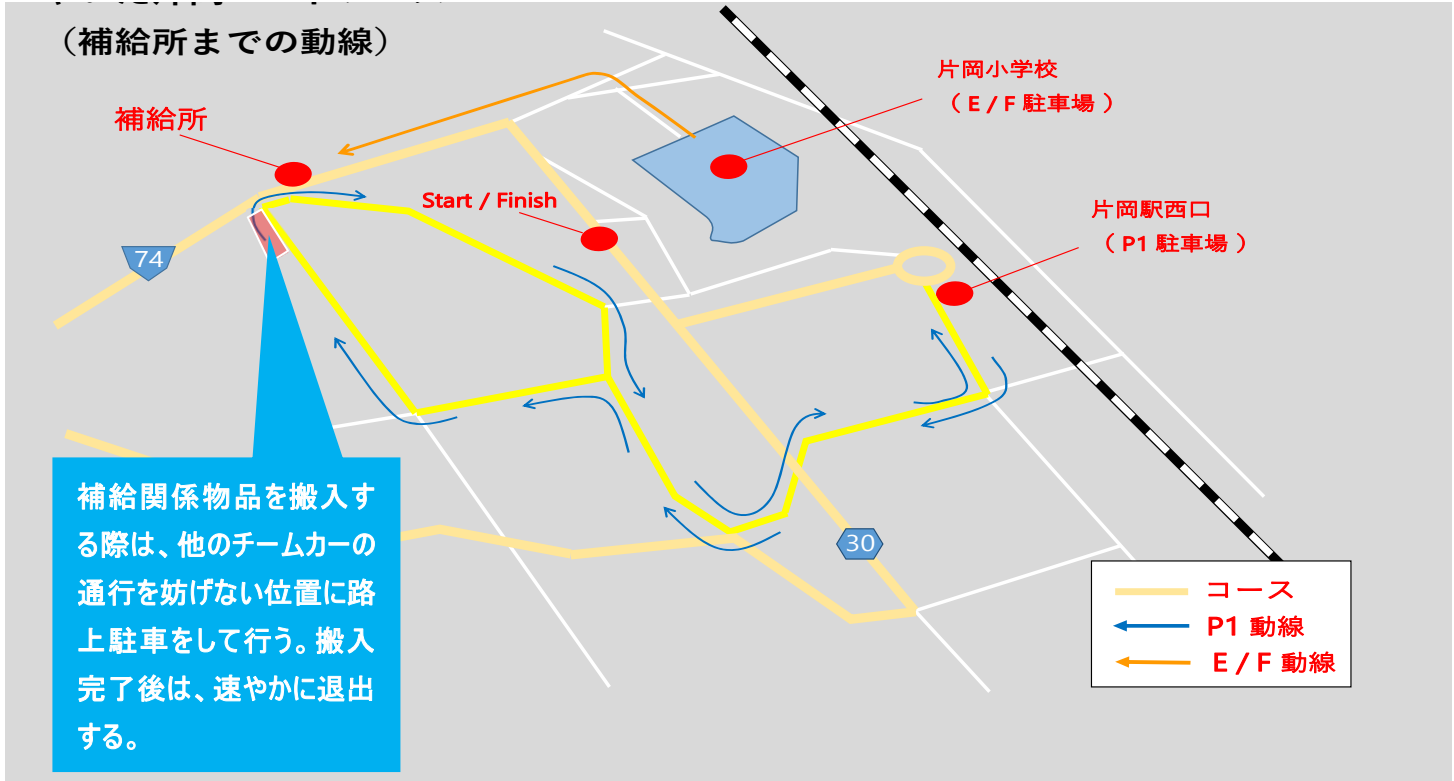 （補給所までの動線）
片岡小学校
（ E / F 駐車場 ）
補給所
Start / Finish
片岡駅西口
（ P1 駐車場 ）
74
補給関係物品を搬入す
る際は、他のチームカーの
通行を妨げない位置に路
上駐車をして行う。搬入
完了後は、速やかに退出
する。
30
コース
P1 動線
E / F 動線